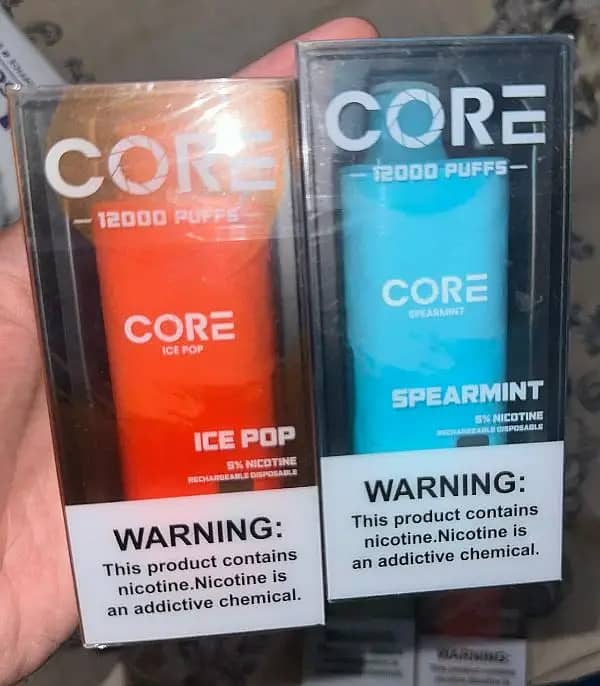 CORE
12000 PUFFS
CORE
ICE POP
ICE POP
5% NICOTINE
RECHARGEABLE DISPOSABLE
WARNING:
This product contains
nicotine.Nicotine is
an addictive chemical.
CORE
12000 PUFFS
CORE
SPEARMINT
SPEARMINT
5% NICOTINE
RECHARGEABLE DISPOSABLE
WARNING:
This product contains
nicotine.Nicotine is
an addictive chemical.
WARNING: